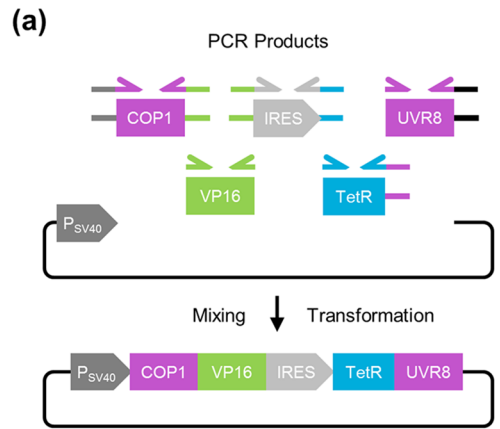 (a)
PCR Products
COP1
IRES
UVR8
VP16
TetR
PSV40
Mixing
Transformation
PSV40
COP1
VP16
IRES
TetR
UVR8